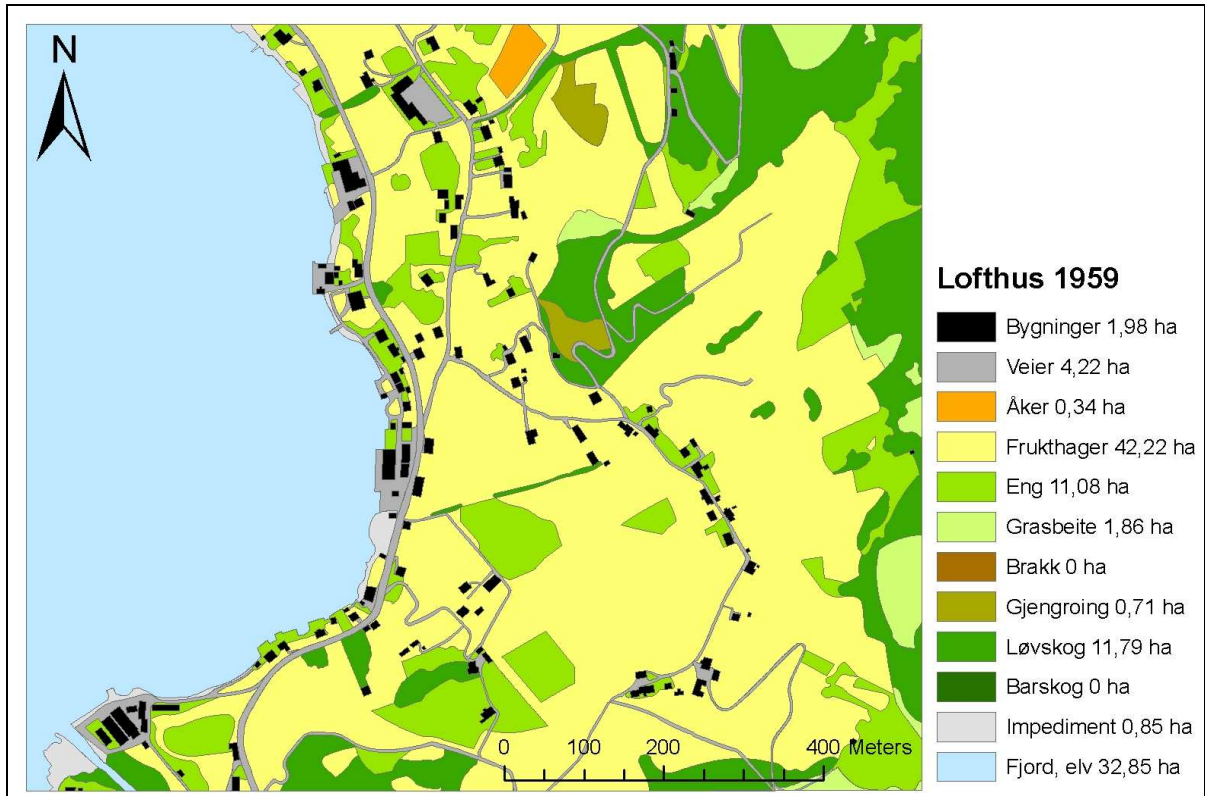 N
Lofthus 1959
Bygninger 1,98 ha
Veier 4,22 ha
Åker 0,34 ha
Frukthager 42,22 ha
Eng 11,08 ha
Grasbeite 1,86 ha
Brakk 0 ha
Gjengroing 0,71 ha
Løvskog 11,79 ha
Barskog 0 ha
Impediment 0,85 ha
Fjord, elv 32,85 ha
0 100 200 400 Meters